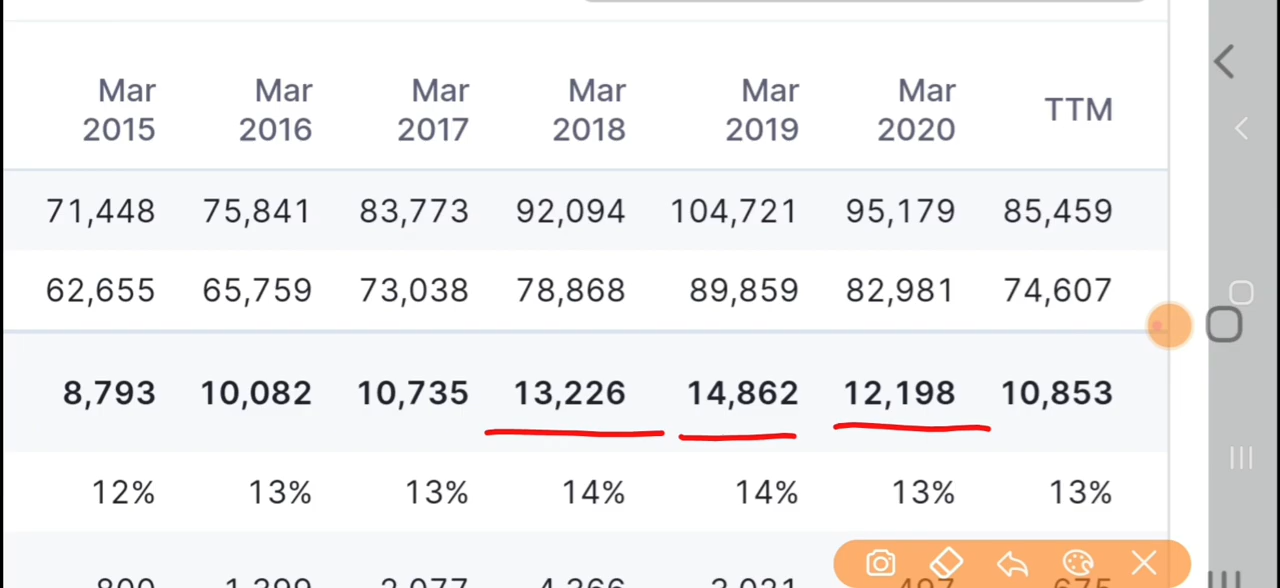 Mar 2015 Mar 2016 Mar 2017 Mar 2018 Mar 2019 Mar 2020 TTM
71,448 75,841 83,773 92,094 104,721 95,179 85,459
62,655 65,759 73,038 78,868 89,859 82,981 74,607
8,793 10,082 10,735 13,226 14,862 12,198 10,853
12% 13% 13% 14% 14% 13% 13%